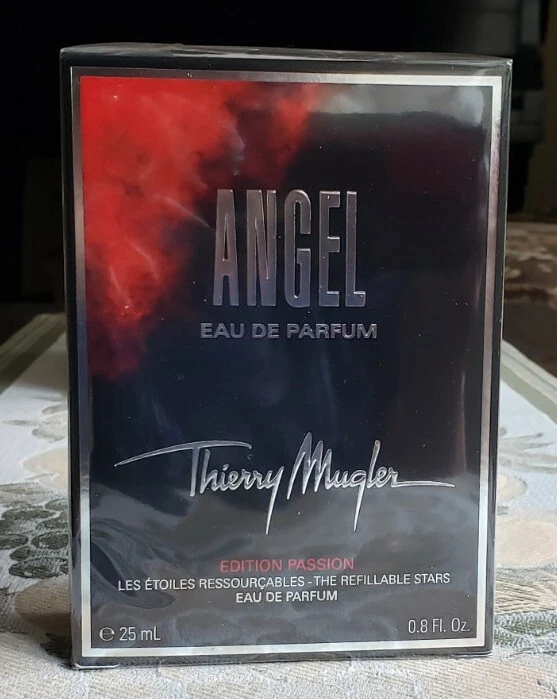 ANGEL
EAU DE PARFUM
Thierry Mugler
EDITION PASSION
LES ÉTOILES RESSOURÇABLES - THE REFILLABLE STARS
EAU DE PARFUM
℮ 25 mL 0.8 Fl. Oz.